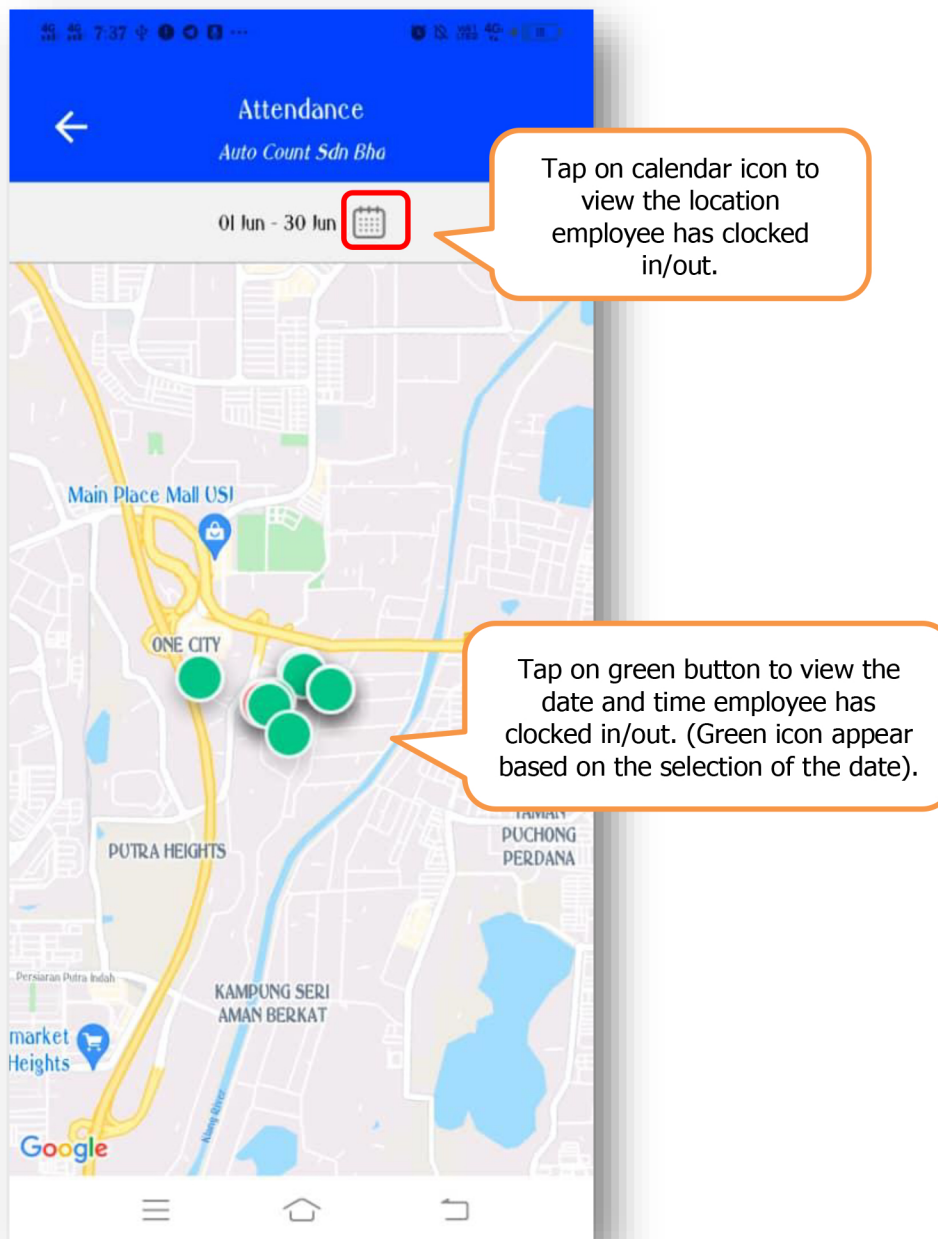 7:37
Attendance
Auto Count Sdn Bhd
01 Jun - 30 Jun
Tap on calendar icon to
view the location
employee has clocked
in/out.
Main Place Mall USJ
ONE CITY
Tap on green button to view the
date and time employee has
clocked in/out. (Green icon appear
based on the selection of the date).
TAMAN
PUCHONG
PERDANA
PUTRA HEIGHTS
Persiaran Putra Indah
KAMPUNG SERI
AMAN BERKAT
market
Heights
Klang River
Google